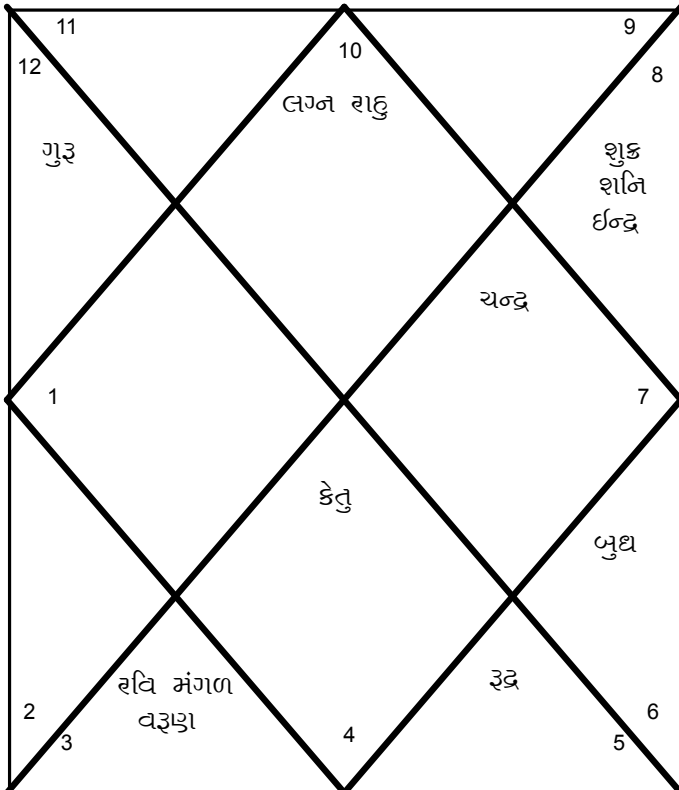 11
10
9
12
8
લગ્ન રાહુ
ગુરૂ
શુક્ર
શનિ
ઈન્દ્ર
ચન્દ્ર
1
7
કેતુ
બુધ
રવિ મંગળ
વરૂણ
રૂદ્ર
2
3
4
5
6